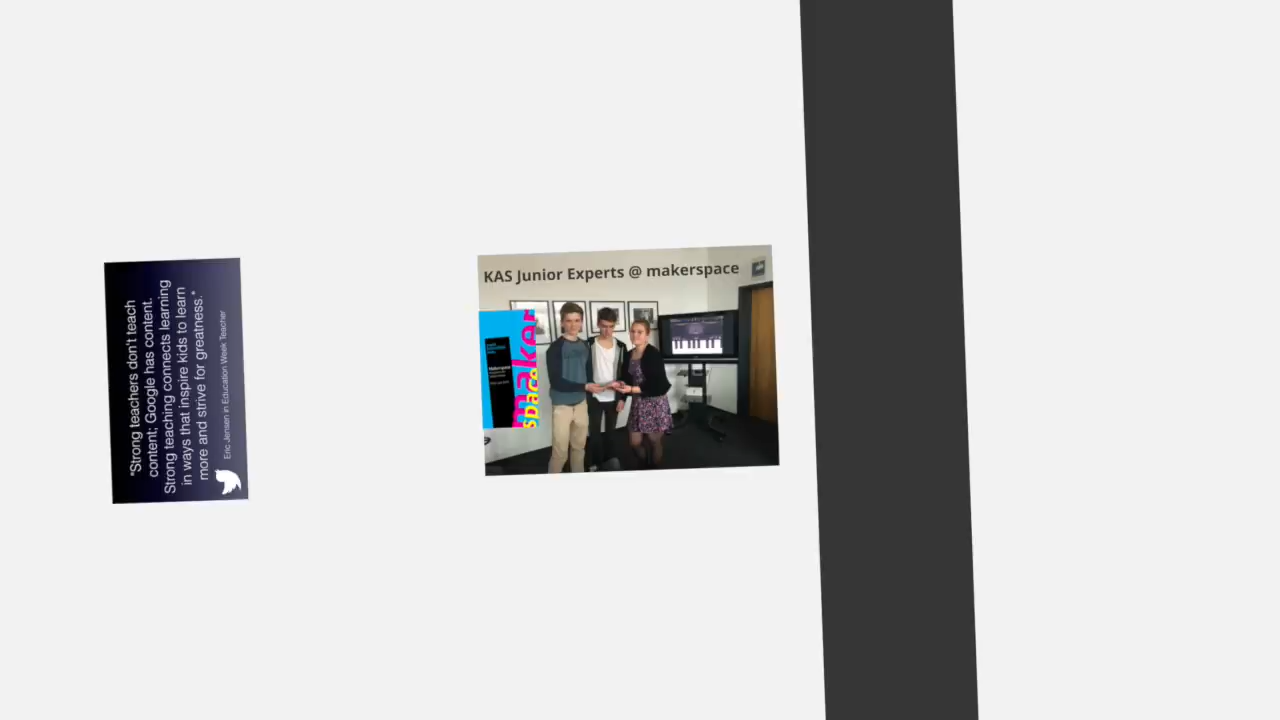 "Strong teachers don't teach
content; Google has content.
Strong teaching connects learning
in ways that inspire kids to learn
more and strive for greatness."
Eric Jensen in Education Week Teacher
KAS Junior Experts @ makerspace
maker
space
Makerspace